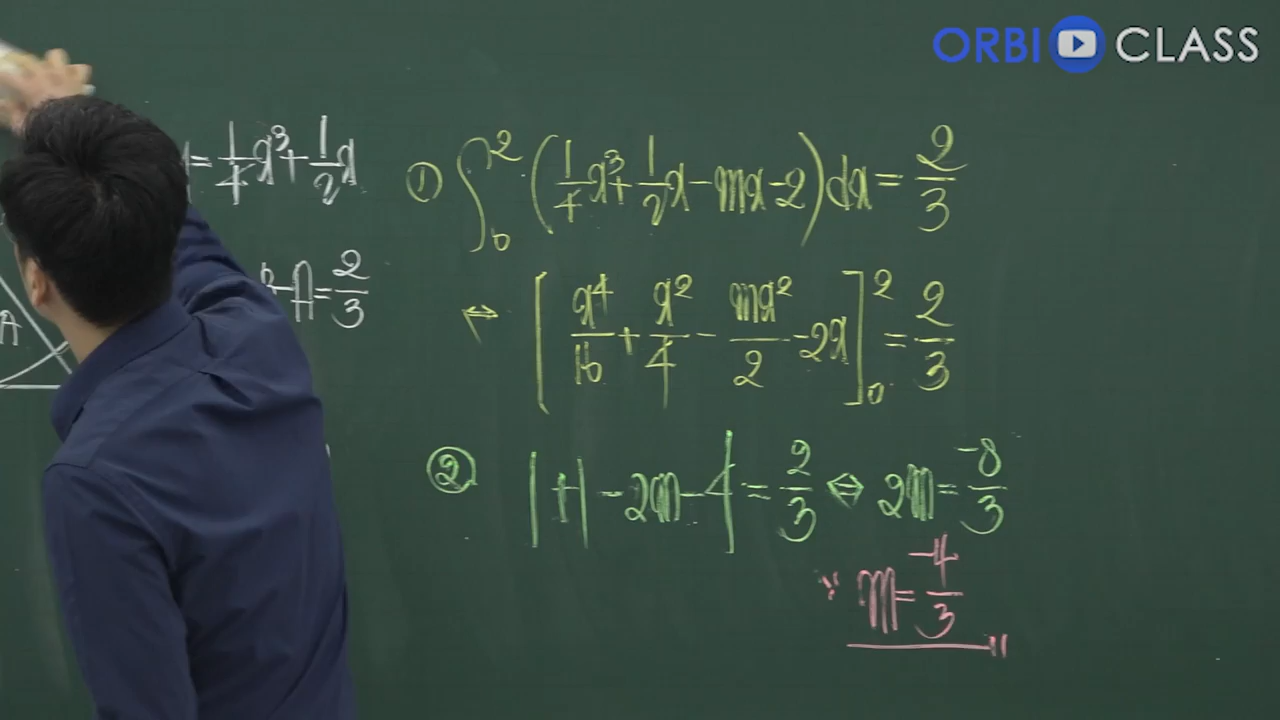 ORBI CLASS
= 1/4 x³ + 1/2 x
B - A = 2/3
A
① ∫₀² (1/4 x³ + 1/2 x - mx - 2) dx = 2/3
⇔ [x⁴/16 + x²/4 - mx²/2 - 2x]₀² = 2/3
② 1 + 1 - 2m - 4 = 2/3 ⇔ 2m = -8/3
∴ m = -4/3